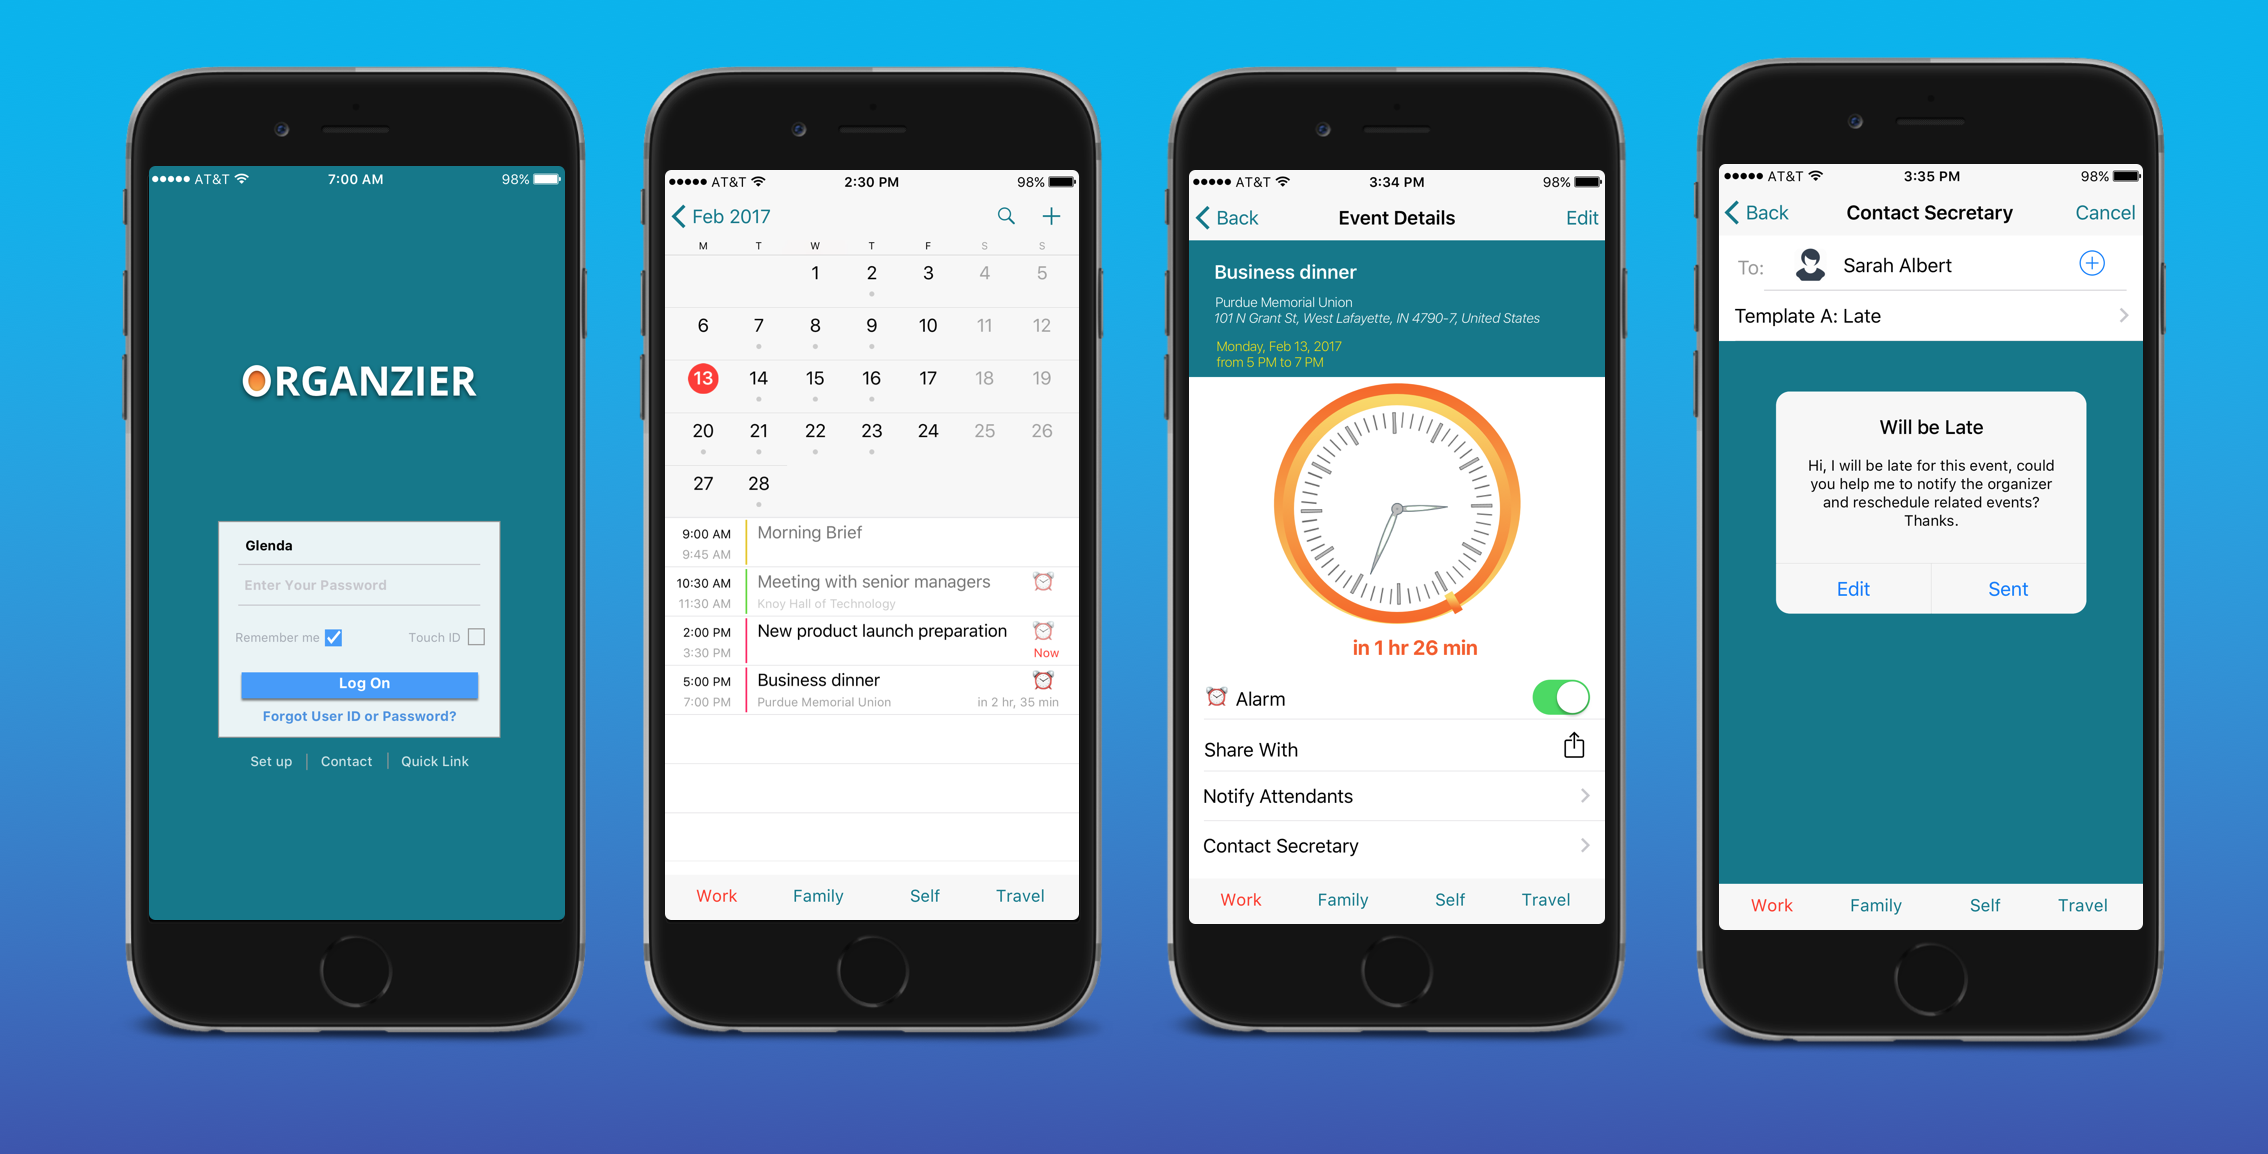 AT&T 7:00 AM 98%
ORGANZIER
Glenda
Enter Your Password
Remember me Touch ID
Log On
Forgot User ID or Password?
Set up | Contact | Quick Link
AT&T 2:30 PM 98%
Feb 2017
M T W T F S S
1 2 3 4 5
6 7 8 9 10 11 12
13 14 15 16 17 18 19
20 21 22 23 24 25 26
27 28
9:00 AM Morning Brief
9:45 AM
10:30 AM Meeting with senior managers
11:30 AM Knoy Hall of Technology
2:00 PM New product launch preparation
3:30 PM Now
5:00 PM Business dinner
7:00 PM Purdue Memorial Union in 2 hr, 35 min
Work Family Self Travel
AT&T 3:34 PM 98%
Back Event Details Edit
Business dinner
Purdue Memorial Union
101 N Grant St, West Lafayette, IN 4790-7, United States
Monday, Feb 13, 2017
from 5 PM to 7 PM
in 1 hr 26 min
Alarm
Share With
Notify Attendants
Contact Secretary
Work Family Self Travel
AT&T 3:35 PM 98%
Back Contact Secretary Cancel
To: Sarah Albert
Template A: Late
Will be Late
Hi, I will be late for this event, could
you help me to notify the organizer
and reschedule related events?
Thanks.
Edit Sent
Work Family Self Travel